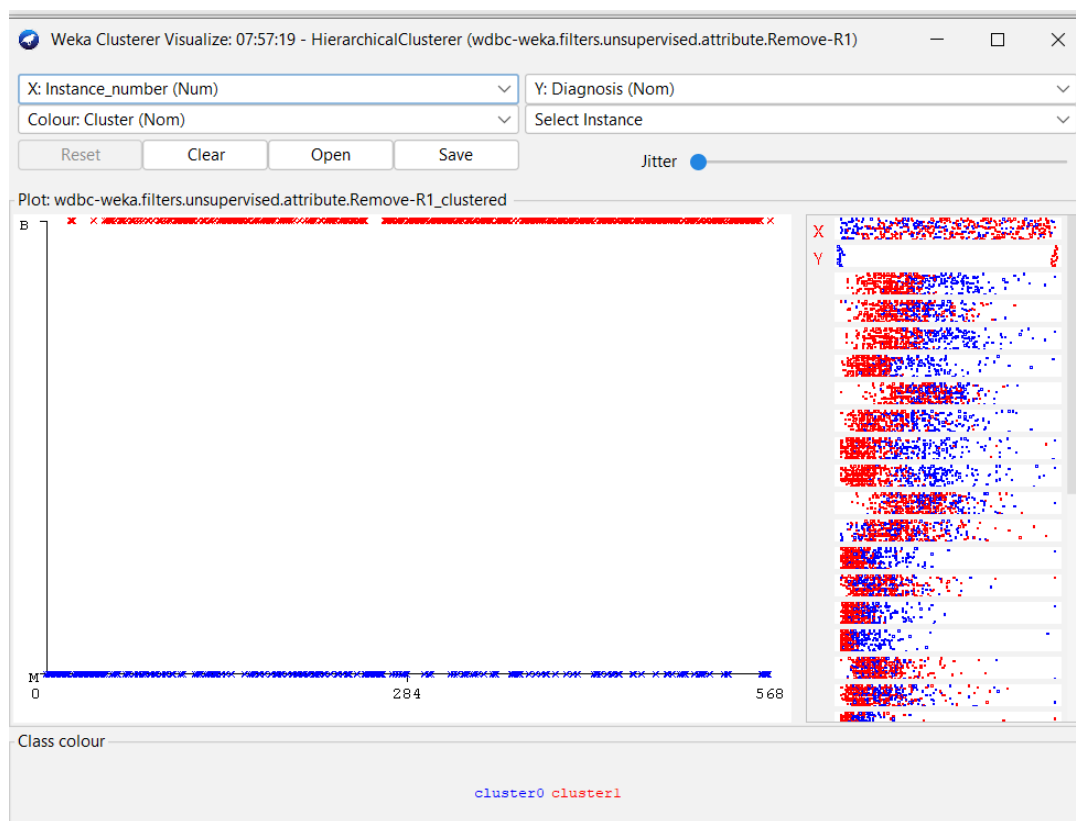 Weka Clusterer Visualize: 07:57:19 - HierarchicalClusterer (wdbc-weka.filters.unsupervised.attribute.Remove-R1)
X: Instance_number (Num) Y: Diagnosis (Nom)
Colour: Cluster (Nom) Select Instance
Reset Clear Open Save Jitter
Plot: wdbc-weka.filters.unsupervised.attribute.Remove-R1_clustered
B
X
Y
M
0 284 568
Class colour
cluster0 cluster1